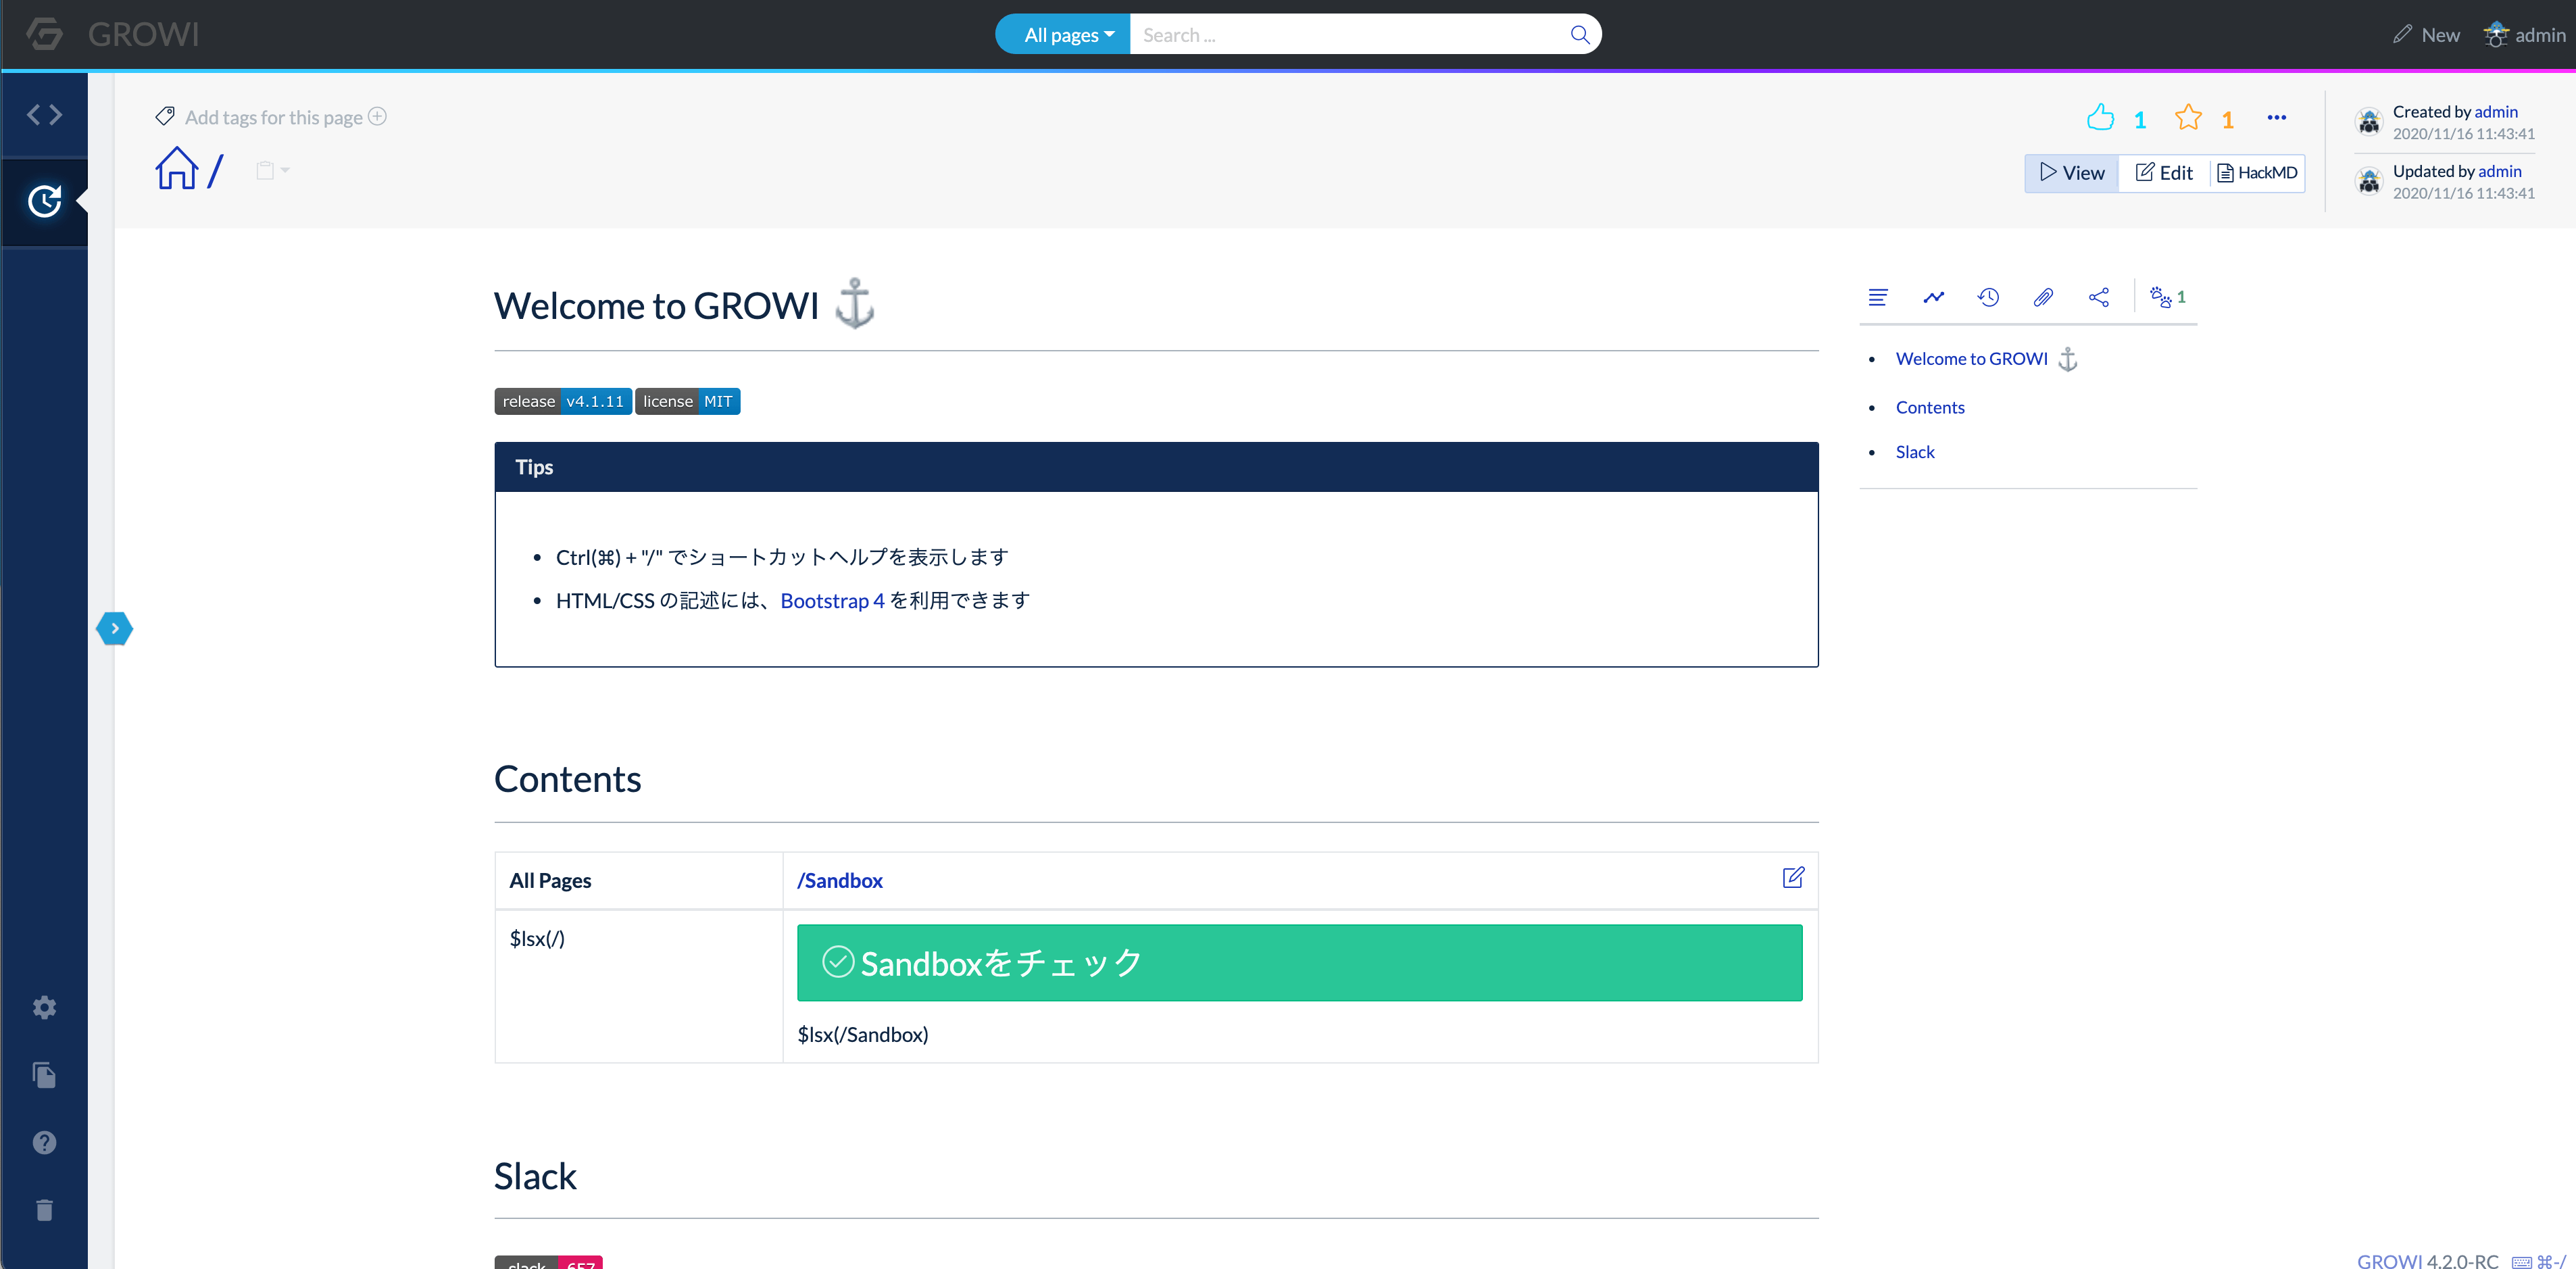 GROWI
All pages
Search ...
New
admin
Add tags for this page
/
1
1
View
Edit
HackMD
Created by admin
2020/11/16 11:43:41
Updated by admin
2020/11/16 11:43:41
Welcome to GROWI
release v4.1.11
license MIT
Tips
Ctrl(⌘) + "/" でショートカットヘルプを表示します
HTML/CSS の記述には、Bootstrap 4 を利用できます
1
Welcome to GROWI
Contents
Slack
Contents
All Pages
/Sandbox
$lsx(/)
Sandboxをチェック
$lsx(/Sandbox)
Slack
slack 657
GROWI 4.2.0-RC
⌘-/